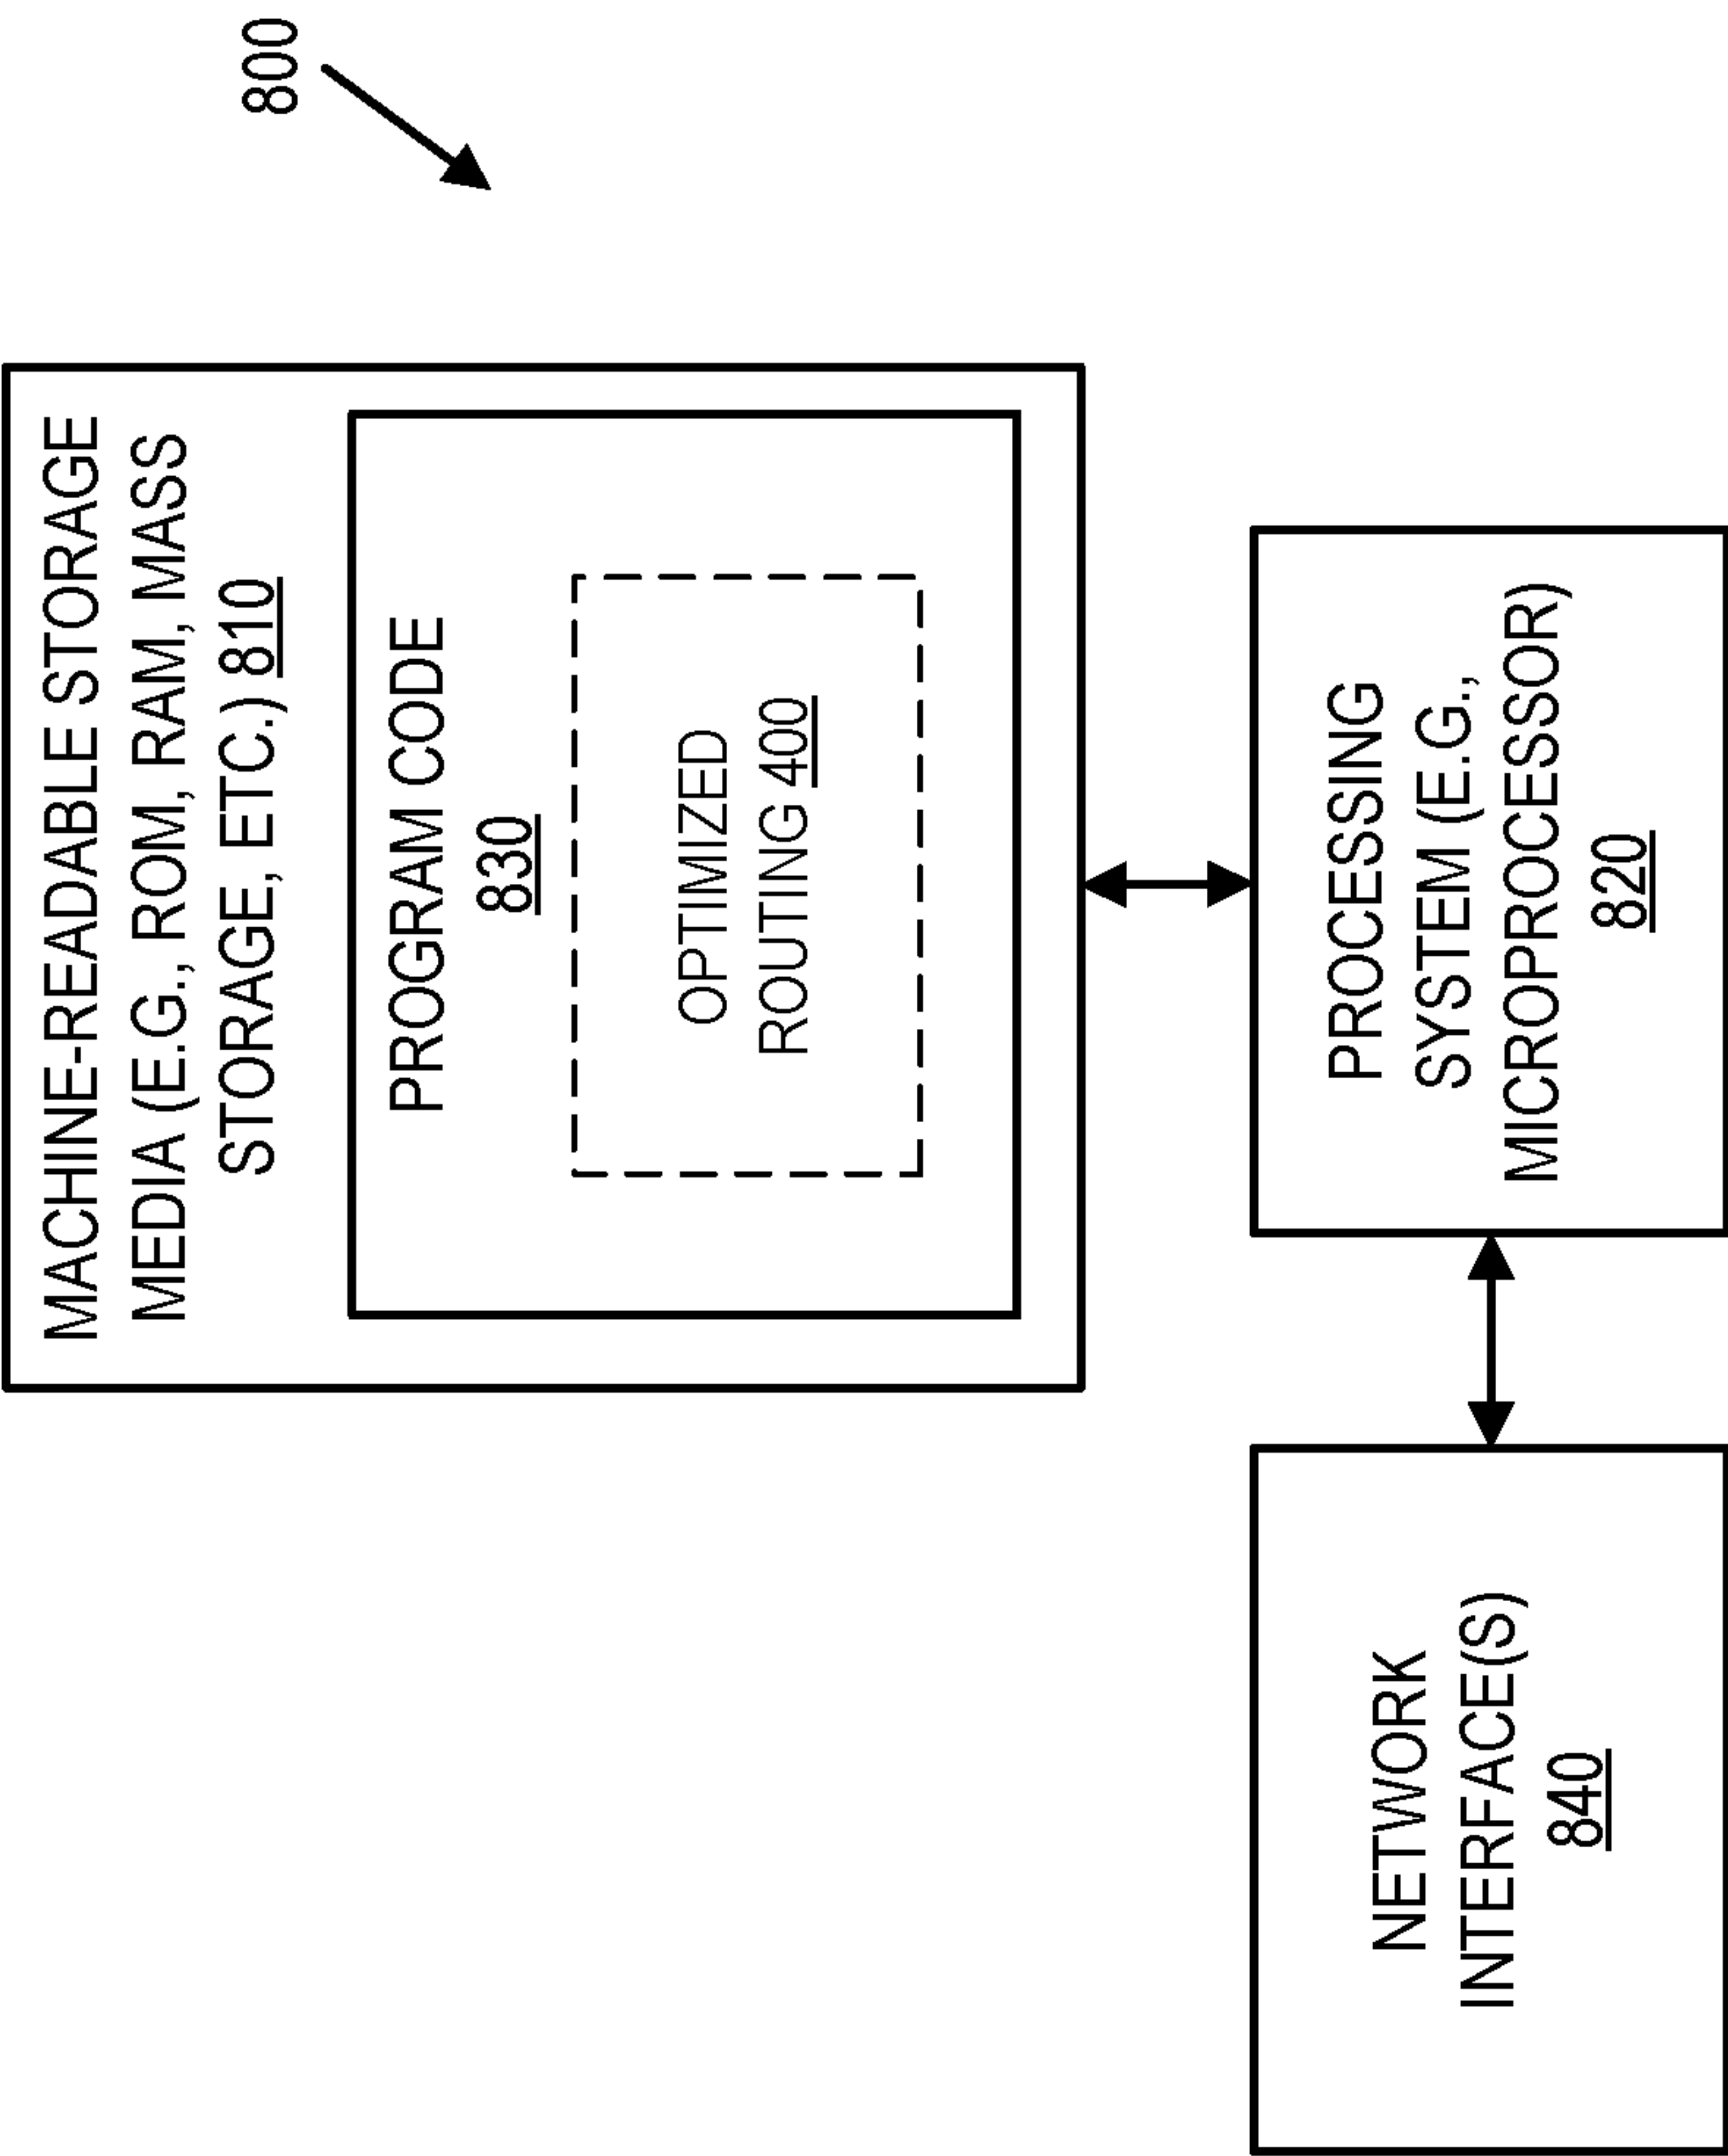 800
MACHINE-READABLE STORAGE
MEDIA (E.G., ROM, RAM, MASS
STORAGE, ETC.) 810
PROGRAM CODE
830
OPTIMIZED
ROUTING 400
NETWORK
INTERFACE(S)
840
PROCESSING
SYSTEM (E.G.,
MICROPROCESSOR)
820